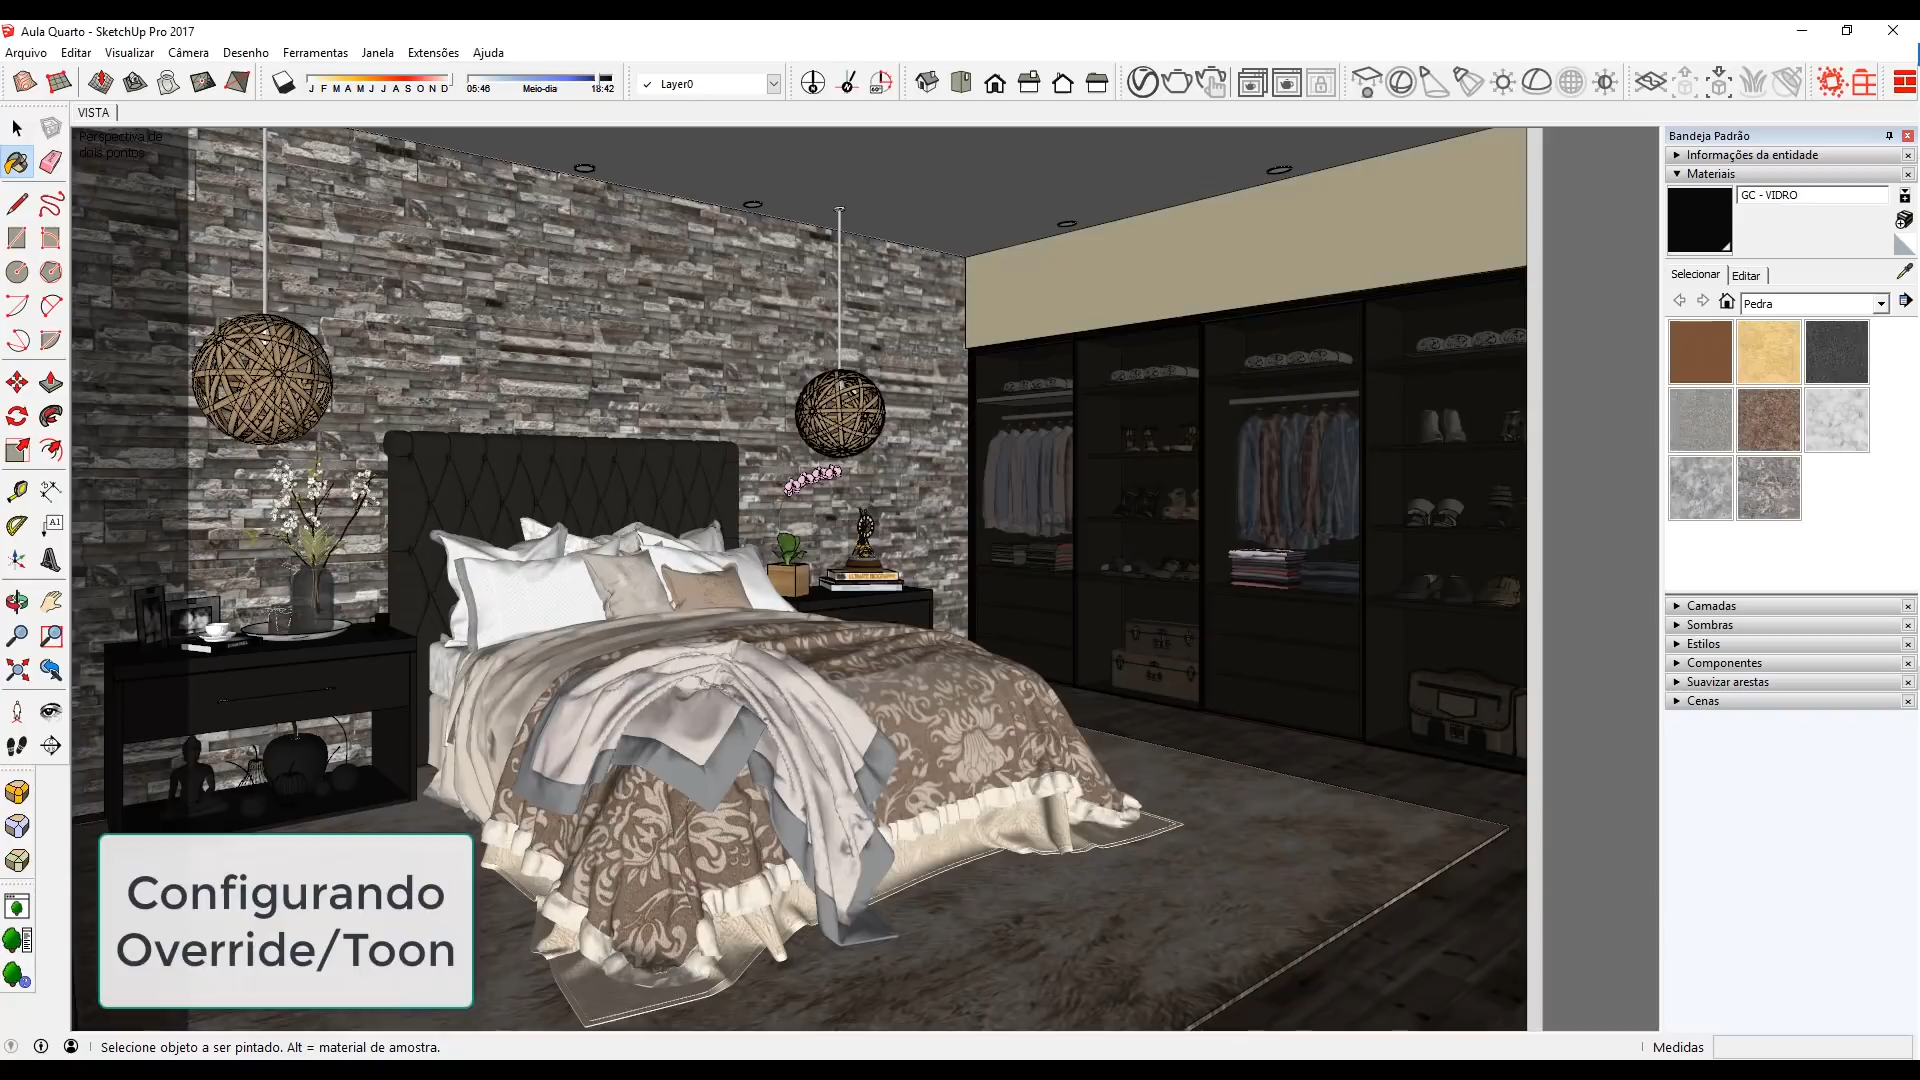 Aula Quarto - SketchUp Pro 2017
Arquivo Editar Visualizar Câmera Desenho Ferramentas Janela Extensões Ajuda
J F M A M J J A S O N D
05:46 Meio-dia 18:42
Layer0
VISTA
Perspectiva de
dois pontos
A1
Bandeja Padrão
Informações da entidade
Materiais
GC - VIDRO
Selecionar Editar
Pedra
Camadas
Sombras
Estilos
Componentes
Suavizar arestas
Cenas
Configurando
Override/Toon
Selecione objeto a ser pintado. Alt = material de amostra.
Medidas